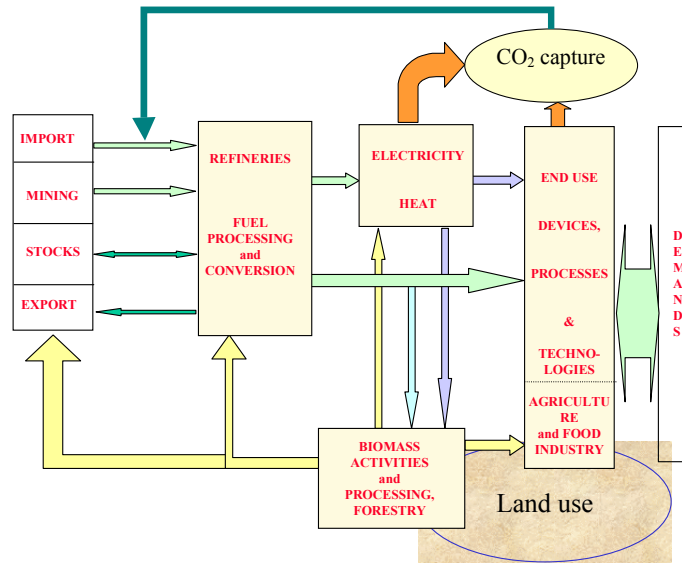 CO₂ capture
IMPORT
MINING
STOCKS
EXPORT
REFINERIES
FUEL
PROCESSING
and
CONVERSION
ELECTRICITY
HEAT
END USE
DEVICES,
PROCESSES
&
TECHNO-
LOGIES
AGRICULTU
RE
and FOOD
INDUSTRY
D
E
M
A
N
D
S
BIOMASS
ACTIVITIES
and
PROCESSING,
FORESTRY
Land use